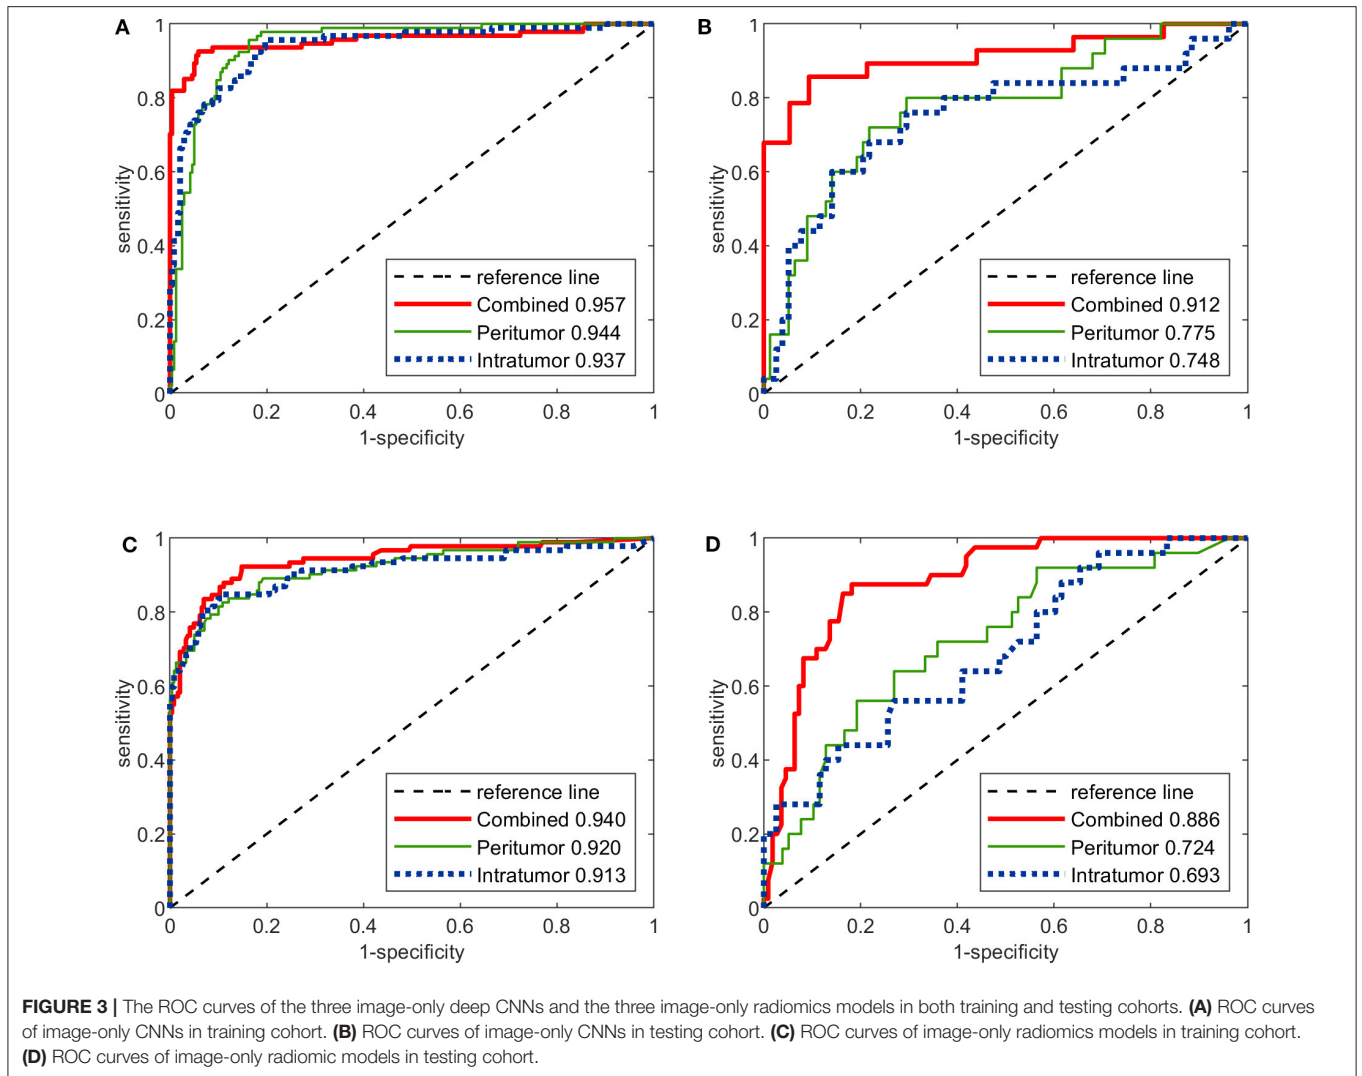 A
1
0.8
0.6
0.4
0.2
0
sensitivity
reference line
Combined 0.957
Peritumor 0.944
Intratumor 0.937
0 0.2 0.4 0.6 0.8 1
1-specificity
B
1
0.8
0.6
0.4
0.2
0
sensitivity
reference line
Combined 0.912
Peritumor 0.775
Intratumor 0.748
0 0.2 0.4 0.6 0.8 1
1-specificity
C
1
0.8
0.6
0.4
0.2
0
sensitivity
reference line
Combined 0.940
Peritumor 0.920
Intratumor 0.913
0 0.2 0.4 0.6 0.8 1
1-specificity
D
1
0.8
0.6
0.4
0.2
0
sensitivity
reference line
Combined 0.886
Peritumor 0.724
Intratumor 0.693
0 0.2 0.4 0.6 0.8 1
1-specificity
FIGURE 3 | The ROC curves of the three image-only deep CNNs and the three image-only radiomics models in both training and testing cohorts. (A) ROC curves
of image-only CNNs in training cohort. (B) ROC curves of image-only CNNs in testing cohort. (C) ROC curves of image-only radiomics models in training cohort.
(D) ROC curves of image-only radiomic models in testing cohort.